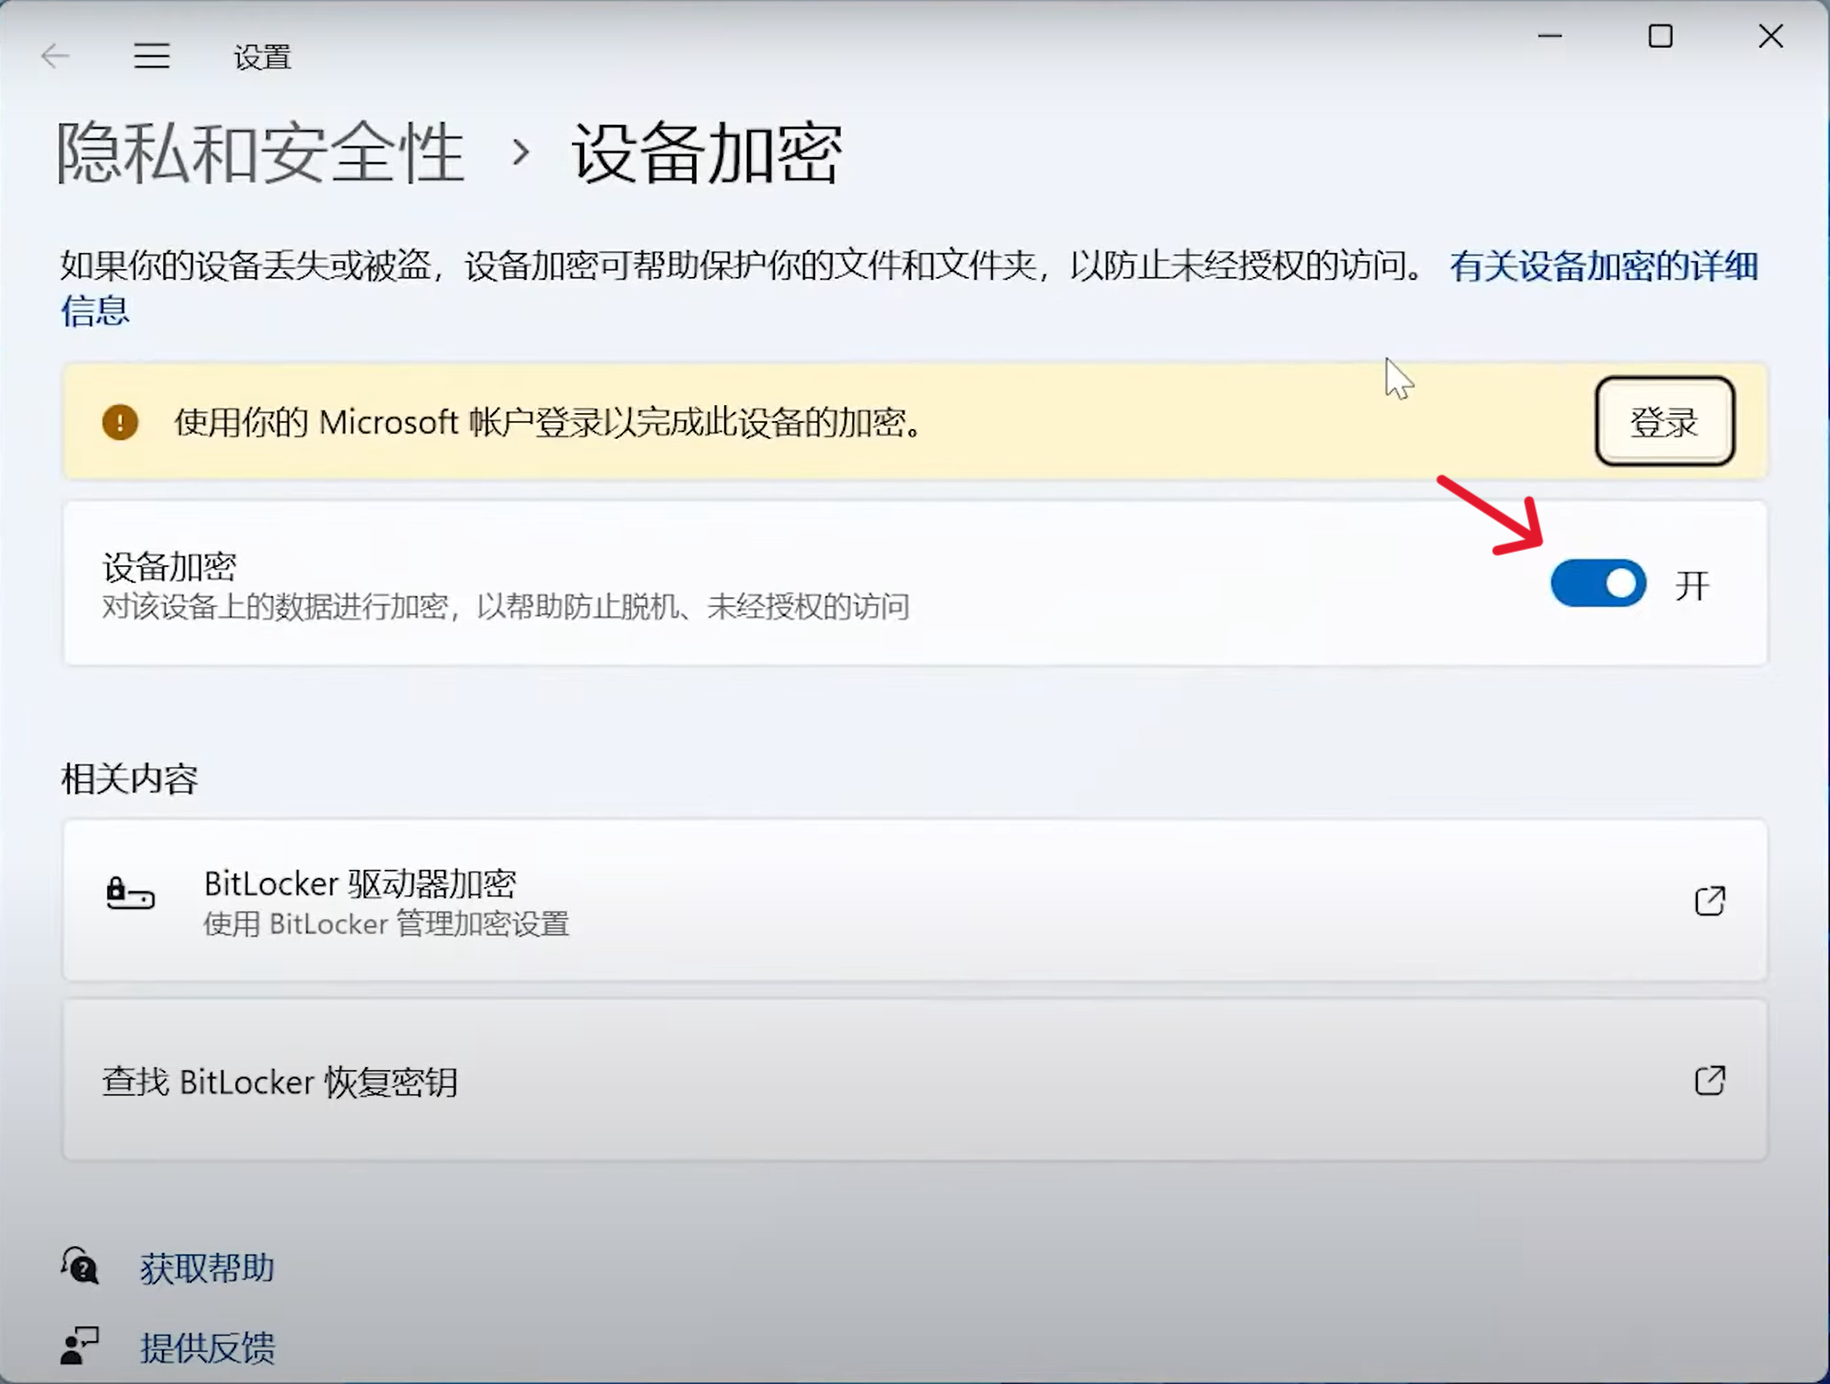 设置
隐私和安全性 › 设备加密
如果你的设备丢失或被盗，设备加密可帮助保护你的文件和文件夹，以防止未经授权的访问。 有关设备加密的详细
信息
使用你的 Microsoft 帐户登录以完成此设备的加密。
登录
设备加密
对该设备上的数据进行加密，以帮助防止脱机、未经授权的访问
开
相关内容
BitLocker 驱动器加密
使用 BitLocker 管理加密设置
查找 BitLocker 恢复密钥
获取帮助
提供反馈